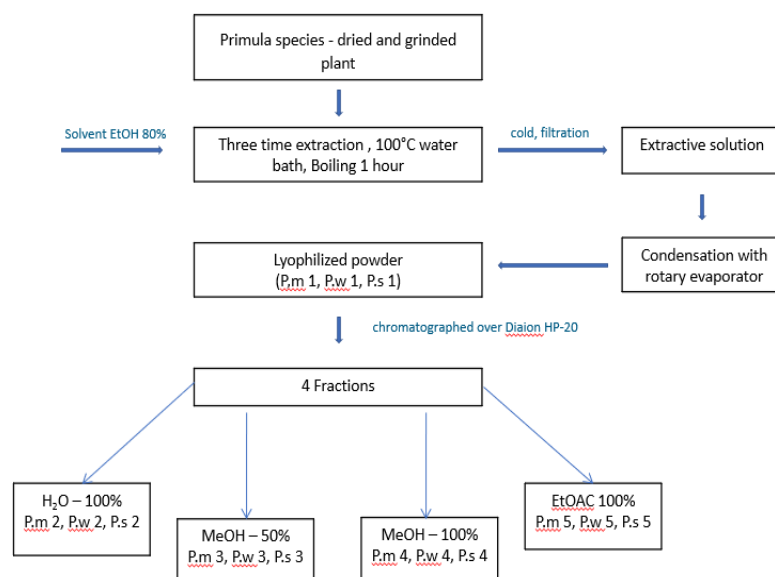 Primula species - dried and grinded
plant
Solvent EtOH 80%
Three time extraction , 100°C water
bath, Boiling 1 hour
cold, filtration
Extractive solution
Condensation with
rotary evaporator
Lyophilized powder
(P.m 1, P.w 1, P.s 1)
chromatographed over Diaion HP-20
4 Fractions
H₂O – 100%
P.m 2, P.w 2, P.s 2
MeOH – 50%
P.m 3, P.w 3, P.s 3
MeOH – 100%
P.m 4, P.w 4, P.s 4
EtOAC 100%
P.m 5, P.w 5, P.s 5